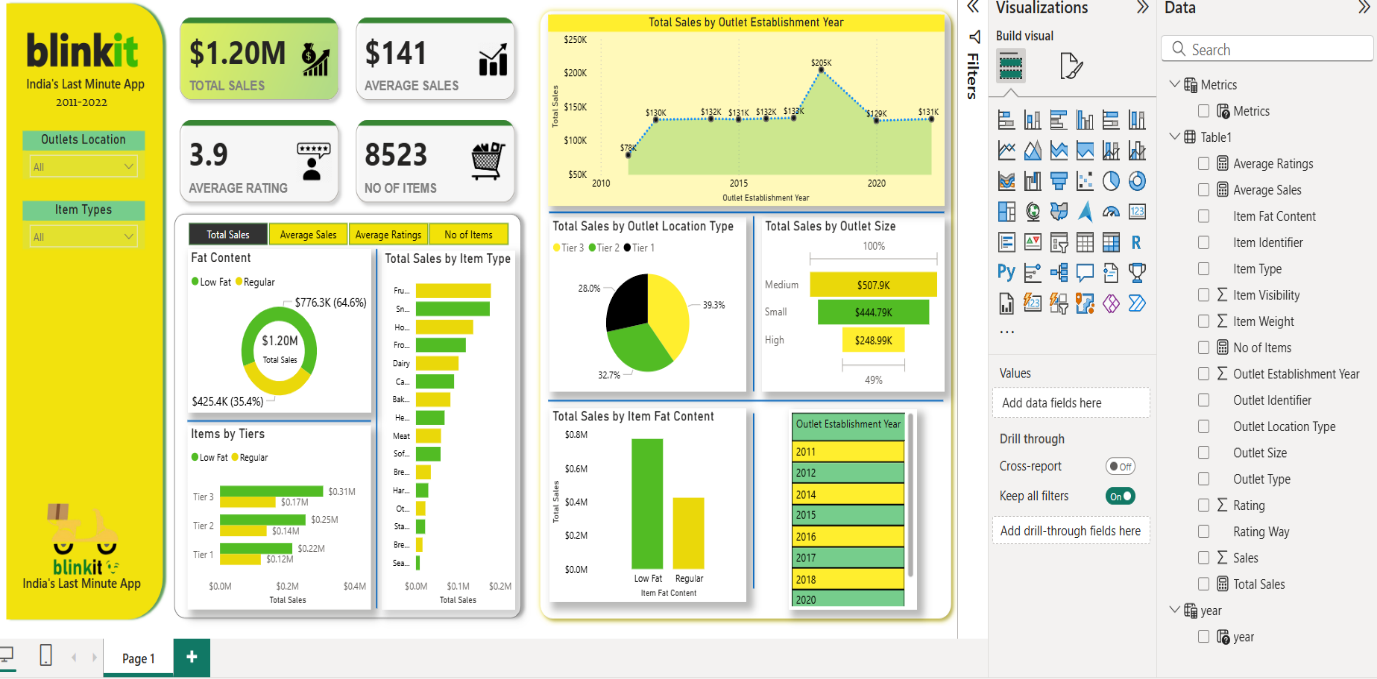 blinkit
India's Last Minute App
2011-2022
Outlets Location
All
Item Types
All
blinkit
India's Last Minute App
$1.20M
TOTAL SALES
$141
AVERAGE SALES
3.9
AVERAGE RATING
8523
NO OF ITEMS
Total Sales
Average Sales
Average Ratings
No of Items
Fat Content
Low Fat Regular
$776.3K (64.6%)
$1.20M
Total Sales
$425.4K (35.4%)
Items by Tiers
Low Fat Regular
Tier 3
$0.31M
$0.17M
Tier 2
$0.25M
$0.14M
Tier 1
$0.22M
$0.12M
$0.0M $0.2M $0.4M
Total Sales
Total Sales by Item Type
Fru...
Sn...
Ho...
Fro...
Dairy
Ca...
Bak...
He...
Meat
Sof...
Bre...
Har...
Ot...
Sta...
Bre...
Sea...
$0.0M $0.1M $0.2M
Total Sales
Total Sales by Outlet Establishment Year
$250K
$200K
$150K
$100K
$50K
Total Sales
$78K
$130K
$132K
$131K
$132K
$133K
$205K
$129K
$131K
2010 2015 2020
Outlet Establishment Year
Total Sales by Outlet Location Type
Tier 3 Tier 2 Tier 1
28.0%
39.3%
32.7%
Total Sales by Outlet Size
100%
Medium
$507.9K
Small
$444.79K
High
$248.99K
49%
Total Sales by Item Fat Content
$0.8M
$0.6M
$0.4M
$0.2M
$0.0M
Total Sales
Low Fat Regular
Item Fat Content
Outlet Establishment Year
2011
2012
2014
2015
2016
2017
2018
2020
Page 1
+
Filters
Visualizations
Build visual
123
R
Py
123
...
Values
Add data fields here
Drill through
Cross-report
Off
Keep all filters
On
Add drill-through fields here
Data
Search
Metrics
Metrics
Table1
Average Ratings
Average Sales
Item Fat Content
Item Identifier
Item Type
Item Visibility
Item Weight
No of Items
Outlet Establishment Year
Outlet Identifier
Outlet Location Type
Outlet Size
Outlet Type
Rating
Rating Way
Sales
Total Sales
year
year